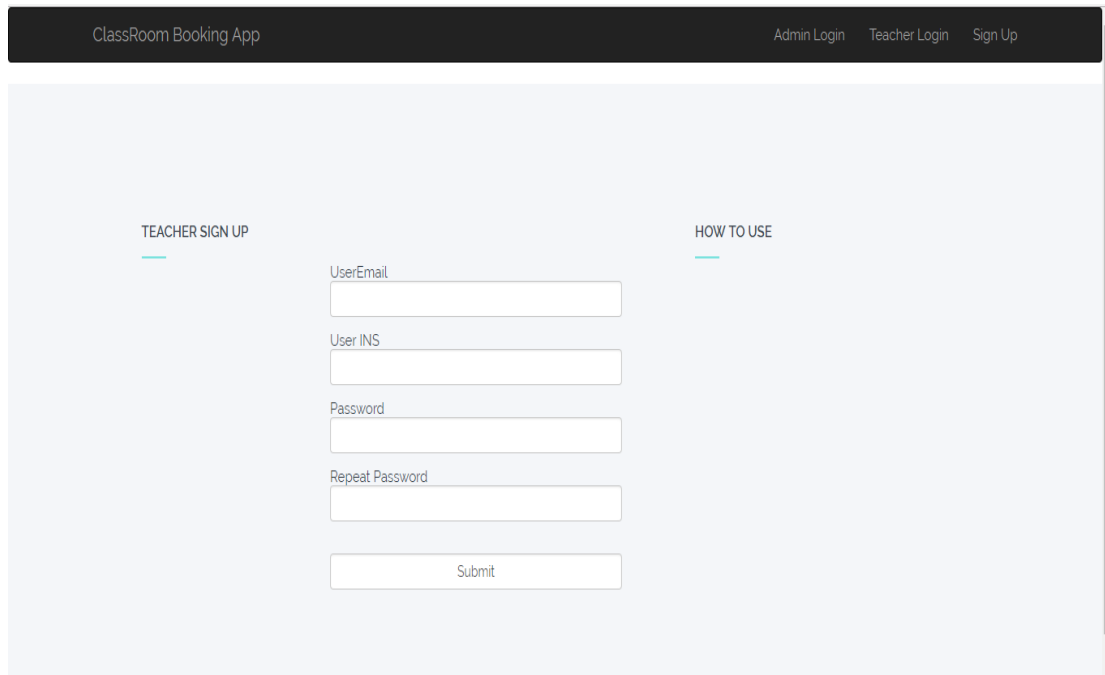 ClassRoom Booking App
Admin Login Teacher Login Sign Up
TEACHER SIGN UP
UserEmail
User INS
Password
Repeat Password
Submit
HOW TO USE